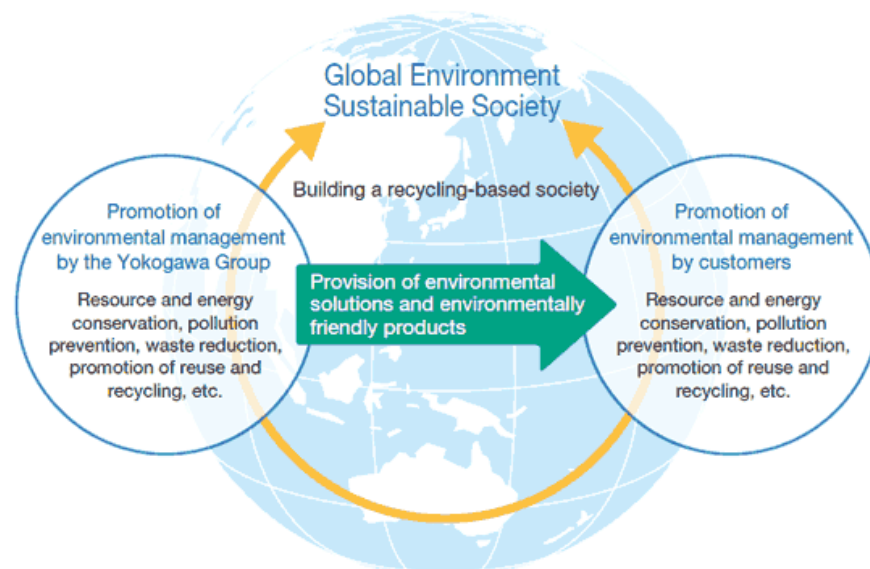 Global Environment
Sustainable Society
Building a recycling-based society
Promotion of
environmental management
by the Yokogawa Group
Resource and energy
conservation, pollution
prevention, waste reduction,
promotion of reuse and
recycling, etc.
Provision of environmental
solutions and environmentally
friendly products
Promotion of
environmental management
by customers
Resource and energy
conservation, pollution
prevention, waste reduction,
promotion of reuse and
recycling, etc.